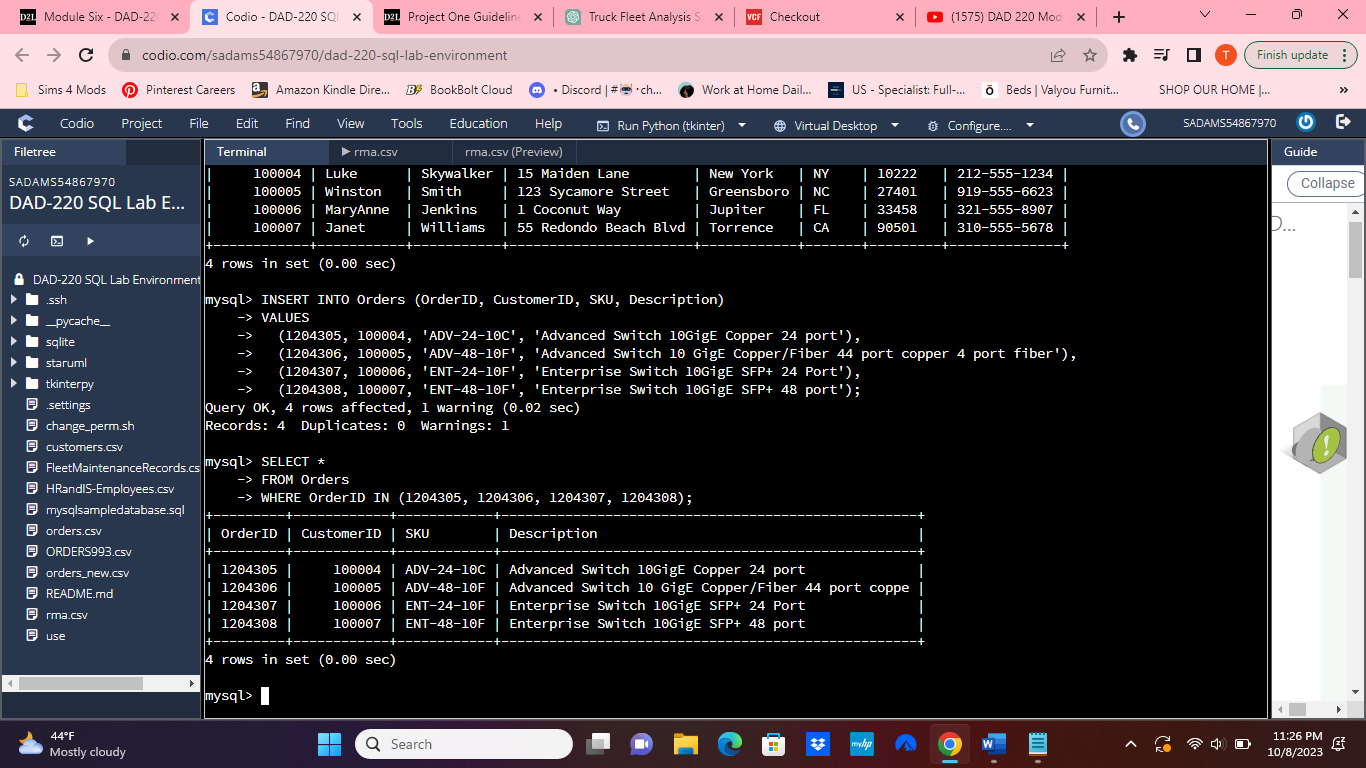 Module Six - DAD-22
Codio - DAD-220 SQL
Project One Guideline
Truck Fleet Analysis S
Checkout
(1575) DAD 220 Mod
codio.com/sadams54867970/dad-220-sql-lab-environment
T
Finish update
Sims 4 Mods
Pinterest Careers
Amazon Kindle Dire...
BookBolt Cloud
• Discord | #
・ch...
Work at Home Dail...
US - Specialist: Full-...
Beds | Valyou Furnit...
SHOP OUR HOME |...
»
Codio Project File Edit Find View Tools Education Help
Run Python (tkinter)
Virtual Desktop
Configure....
SADAMS54867970
Filetree
Terminal
rma.csv
rma.csv (Preview)
Guide
SADAMS54867970
DAD-220 SQL Lab E...
Collapse
D...
DAD-220 SQL Lab Environment
.ssh
__pycache__
sqlite
staruml
tkinterpy
.settings
change_perm.sh
customers.csv
FleetMaintenanceRecords.cs
HRandIS-Employees.csv
mysqlsampledatabase.sql
orders.csv
ORDERS993.csv
orders_new.csv
README.md
rma.csv
use
| 100004 | Luke | Skywalker | 15 Maiden Lane | New York | NY | 10222 | 212-555-1234 |
| 100005 | Winston | Smith | 123 Sycamore Street | Greensboro | NC | 27401 | 919-555-6623 |
| 100006 | MaryAnne | Jenkins | 1 Coconut Way | Jupiter | FL | 33458 | 321-555-8907 |
| 100007 | Janet | Williams | 55 Redondo Beach Blvd | Torrence | CA | 90501 | 310-555-5678 |
4 rows in set (0.00 sec)
mysql> INSERT INTO Orders (OrderID, CustomerID, SKU, Description)
-> VALUES
-> (1204305, 100004, 'ADV-24-10C', 'Advanced Switch 10GigE Copper 24 port'),
-> (1204306, 100005, 'ADV-48-10F', 'Advanced Switch 10 GigE Copper/Fiber 44 port copper 4 port fiber'),
-> (1204307, 100006, 'ENT-24-10F', 'Enterprise Switch 10GigE SFP+ 24 Port'),
-> (1204308, 100007, 'ENT-48-10F', 'Enterprise Switch 10GigE SFP+ 48 port');
Query OK, 4 rows affected, 1 warning (0.02 sec)
Records: 4 Duplicates: 0 Warnings: 1
mysql> SELECT *
-> FROM Orders
-> WHERE OrderID IN (1204305, 1204306, 1204307, 1204308);
| OrderID | CustomerID | SKU | Description |
| 1204305 | 100004 | ADV-24-10C | Advanced Switch 10GigE Copper 24 port |
| 1204306 | 100005 | ADV-48-10F | Advanced Switch 10 GigE Copper/Fiber 44 port coppe |
| 1204307 | 100006 | ENT-24-10F | Enterprise Switch 10GigE SFP+ 24 Port |
| 1204308 | 100007 | ENT-48-10F | Enterprise Switch 10GigE SFP+ 48 port |
4 rows in set (0.00 sec)
mysql>
44°F
Mostly cloudy
Search
11:26 PM
10/8/2023